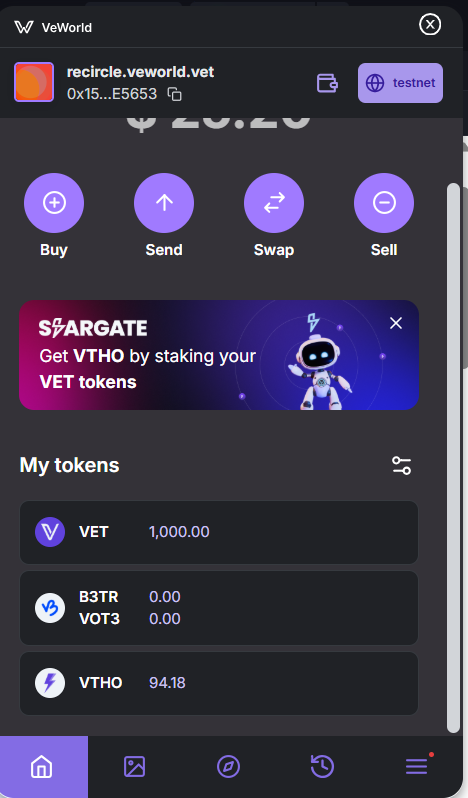 VeWorld
recircle.veworld.vet
0x15...E5653
testnet
Buy
Send
Swap
Sell
STARGATE
Get VTHO by staking your
VET tokens
My tokens
VET 1,000.00
B3TR 0.00
VOT3 0.00
VTHO 94.18